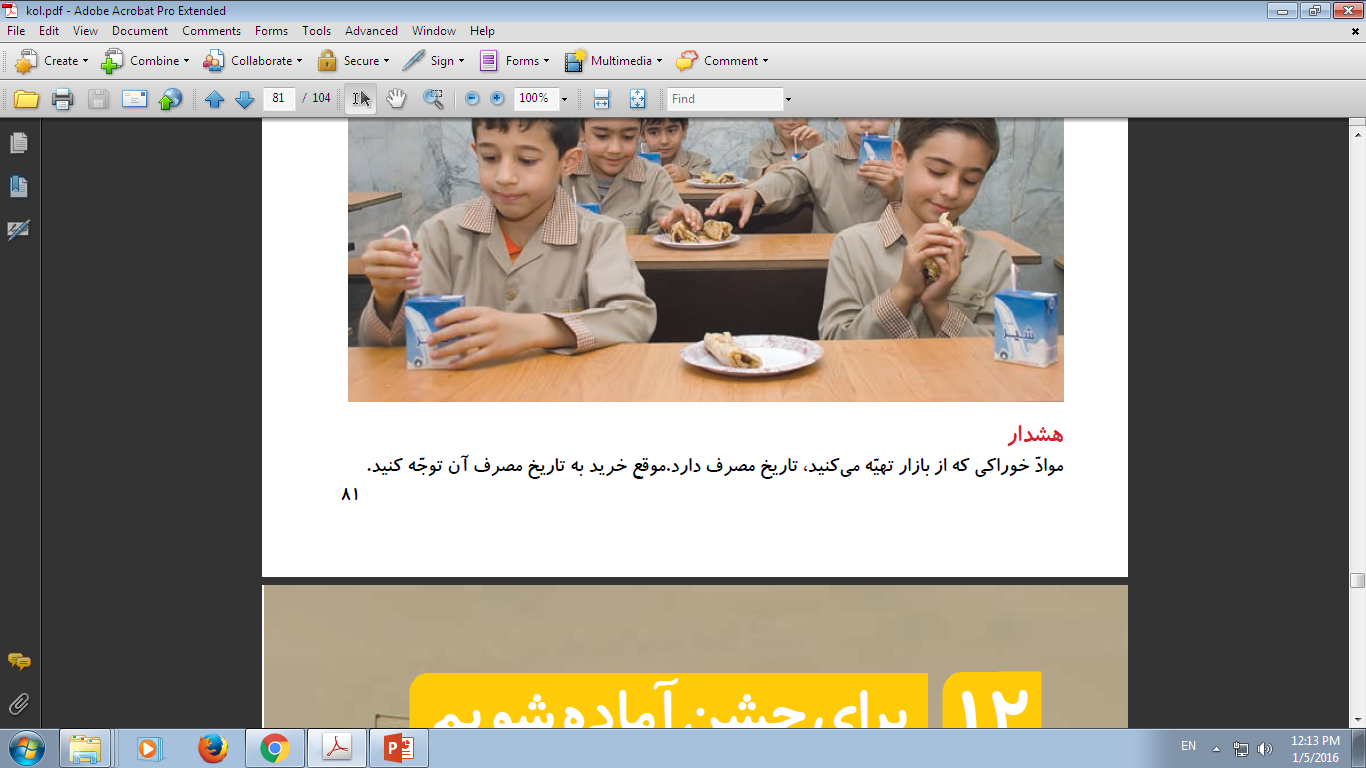 kol.pdf - Adobe Acrobat Pro Extended
File Edit View Document Comments Forms Tools Advanced Window Help
Create Combine Collaborate Secure Sign Forms Multimedia Comment
81 / 104 100% Find
شیر
هشدار
موادّ خوراکی که از بازار تهیّه می‌کنید، تاریخ مصرف دارد.موقع خرید به تاریخ مصرف آن توجّه کنید.
۸۱
۱۲ برای جشن آماده شویم
EN 12:13 PM
1/5/2016